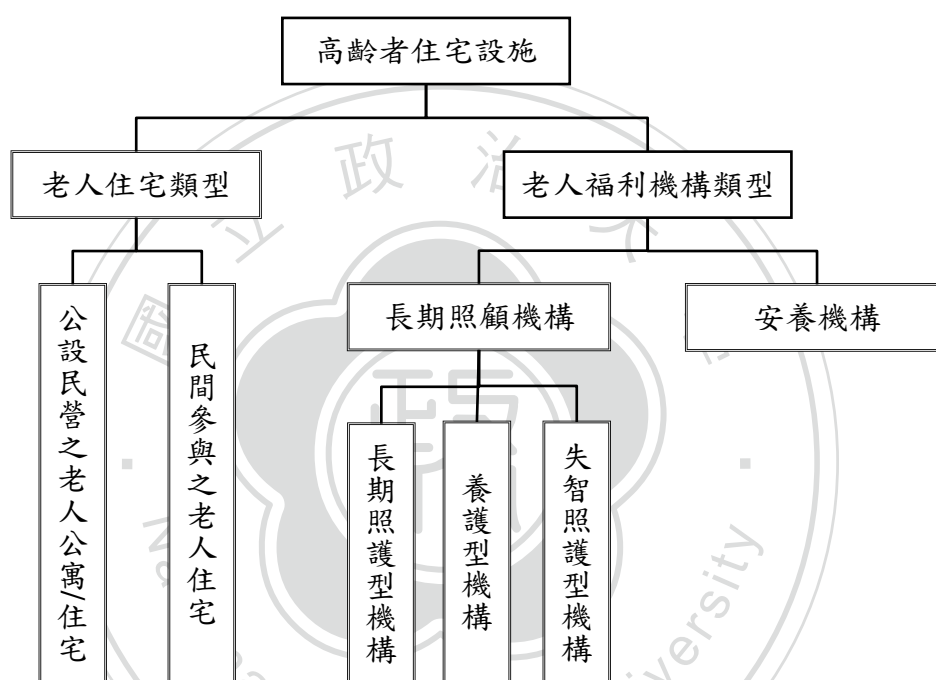 高齡者住宅設施
老人住宅類型
老人福利機構類型
長期照顧機構
安養機構
公設民營之老人公寓/住宅
民間參與之老人住宅
長期照護型機構
養護型機構
失智照護型機構